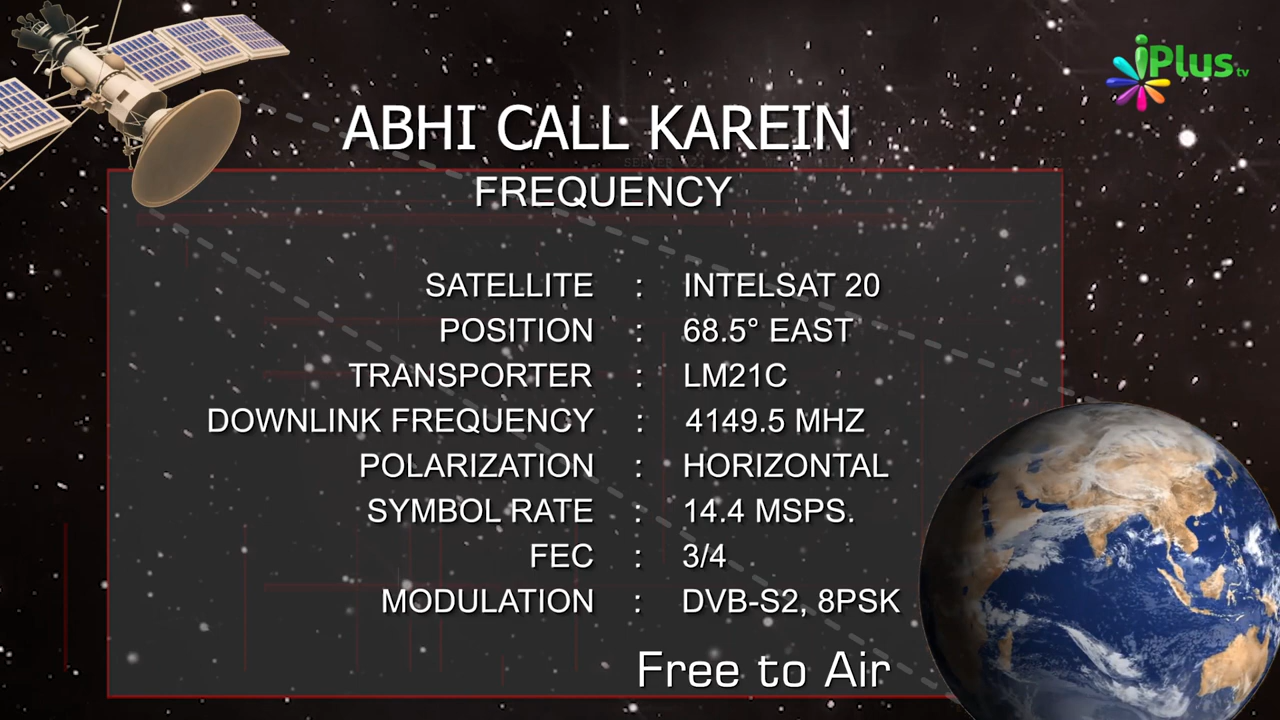 iPlus tv
ABHI CALL KAREIN
FREQUENCY
SATELLITE : INTELSAT 20
POSITION : 68.5° EAST
TRANSPORTER : LM21C
DOWNLINK FREQUENCY : 4149.5 MHZ
POLARIZATION : HORIZONTAL
SYMBOL RATE : 14.4 MSPS.
FEC : 3/4
MODULATION : DVB-S2, 8PSK
Free to Air